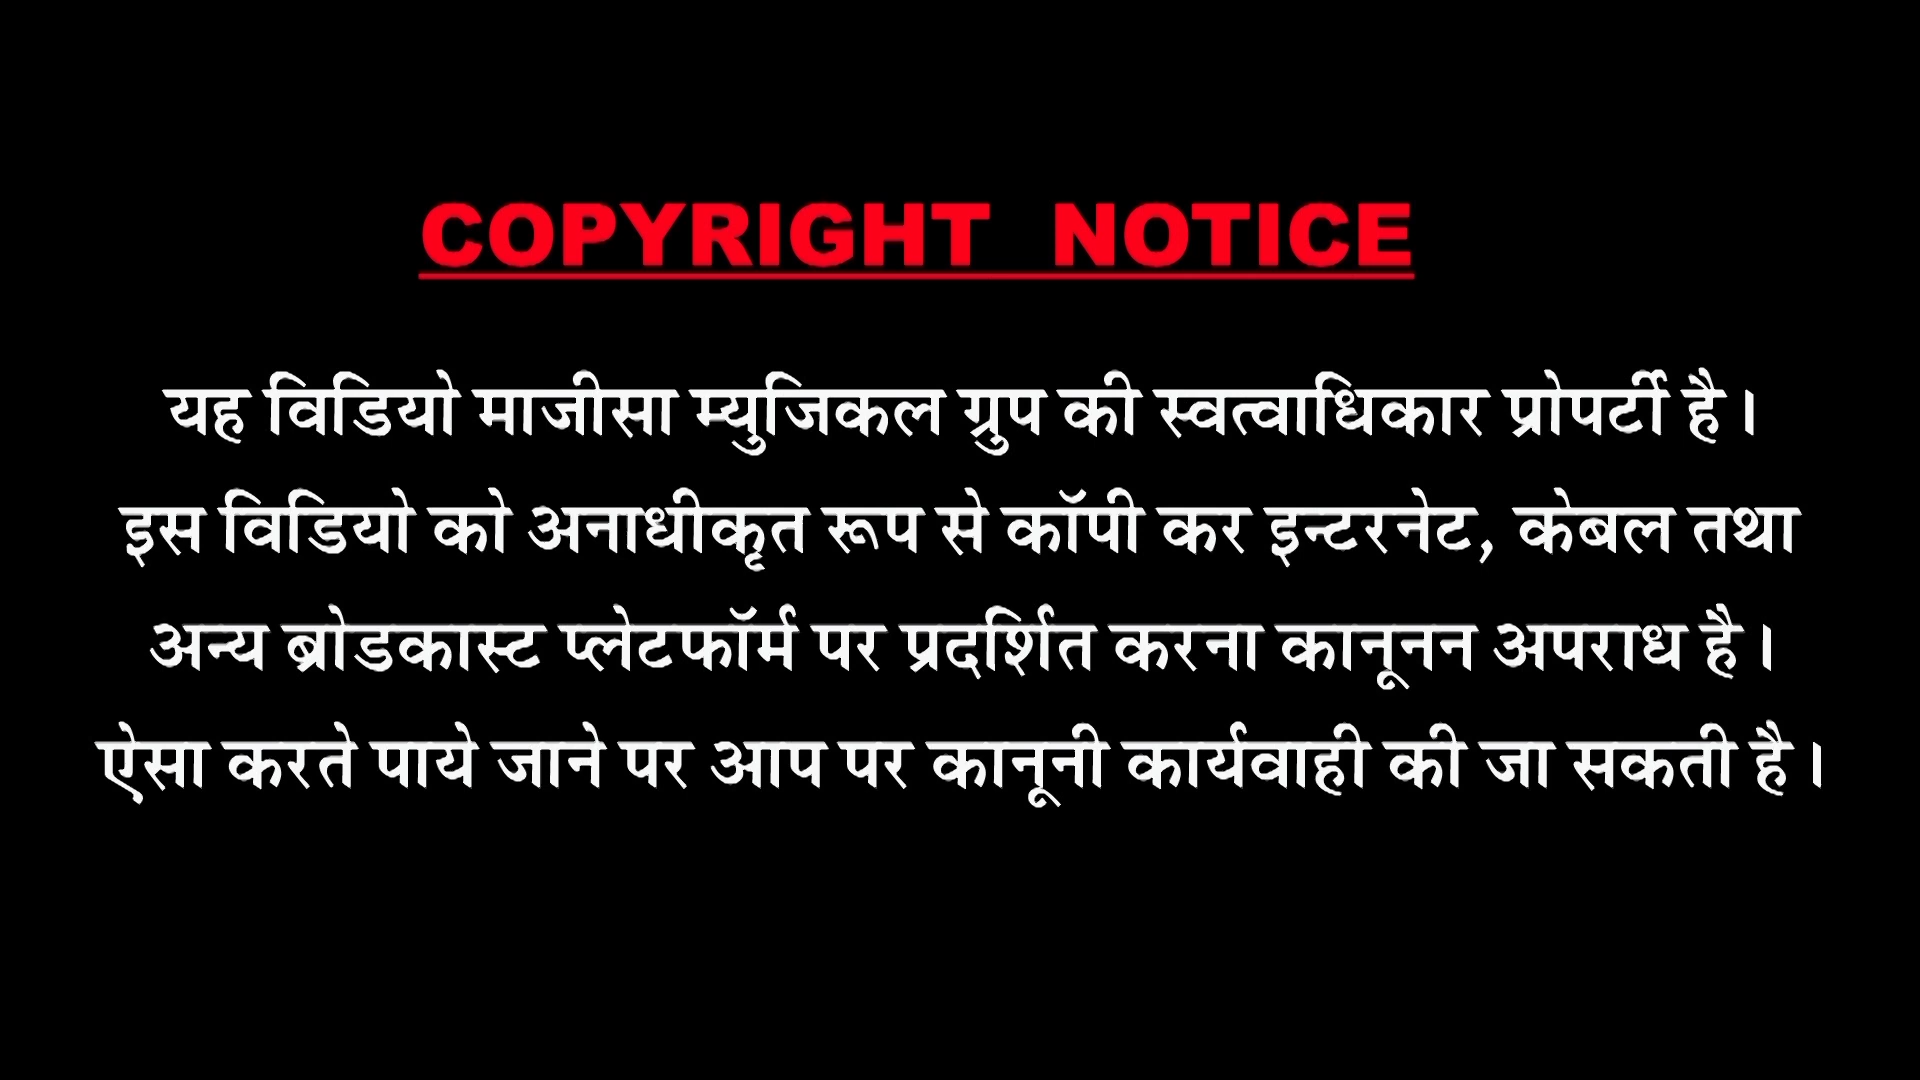 COPYRIGHT NOTICE
यह विडियो माजीसा म्युजिकल ग्रुप की स्वत्वाधिकार प्रोपर्टी है।
इस विडियो को अनाधीकृत रूप से कॉपी कर इन्टरनेट, केबल तथा
अन्य ब्रोडकास्ट प्लेटफॉर्म पर प्रदर्शित करना कानूनन अपराध है।
ऐसा करते पाये जाने पर आप पर कानूनी कार्यवाही की जा सकती है।